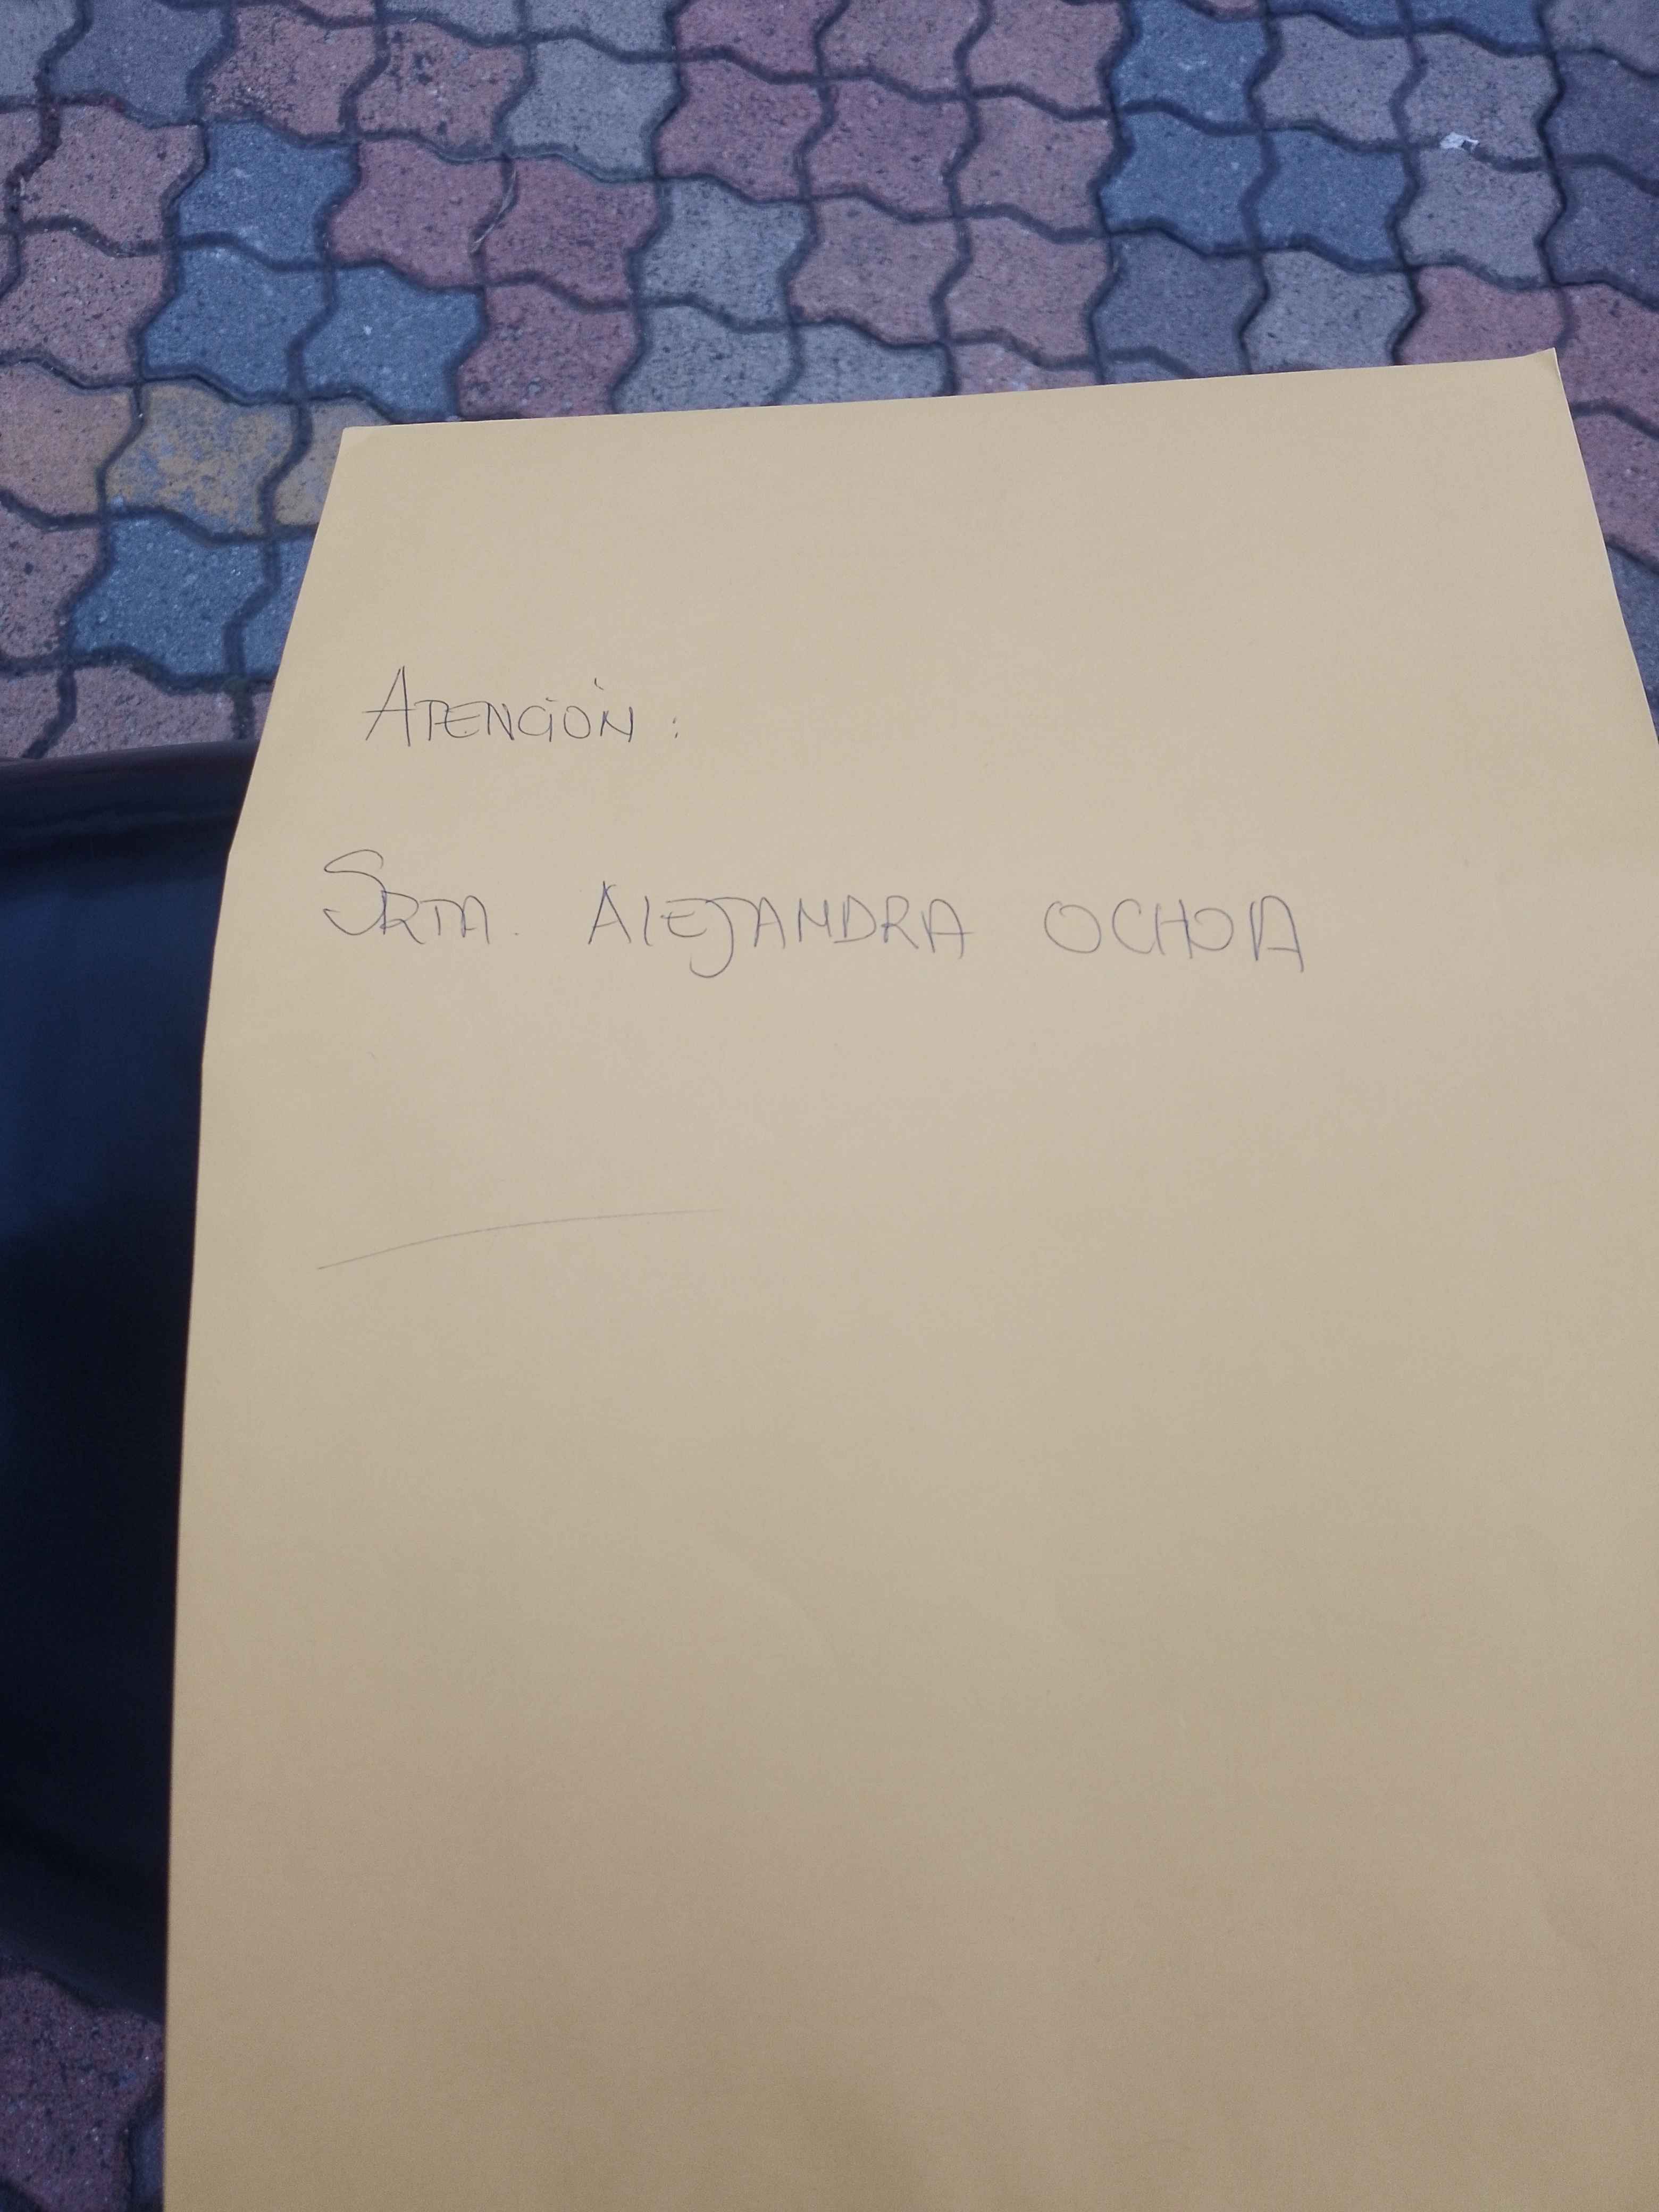 ATENCIÓN:
SRTA. ALEJANDRA OCHOA